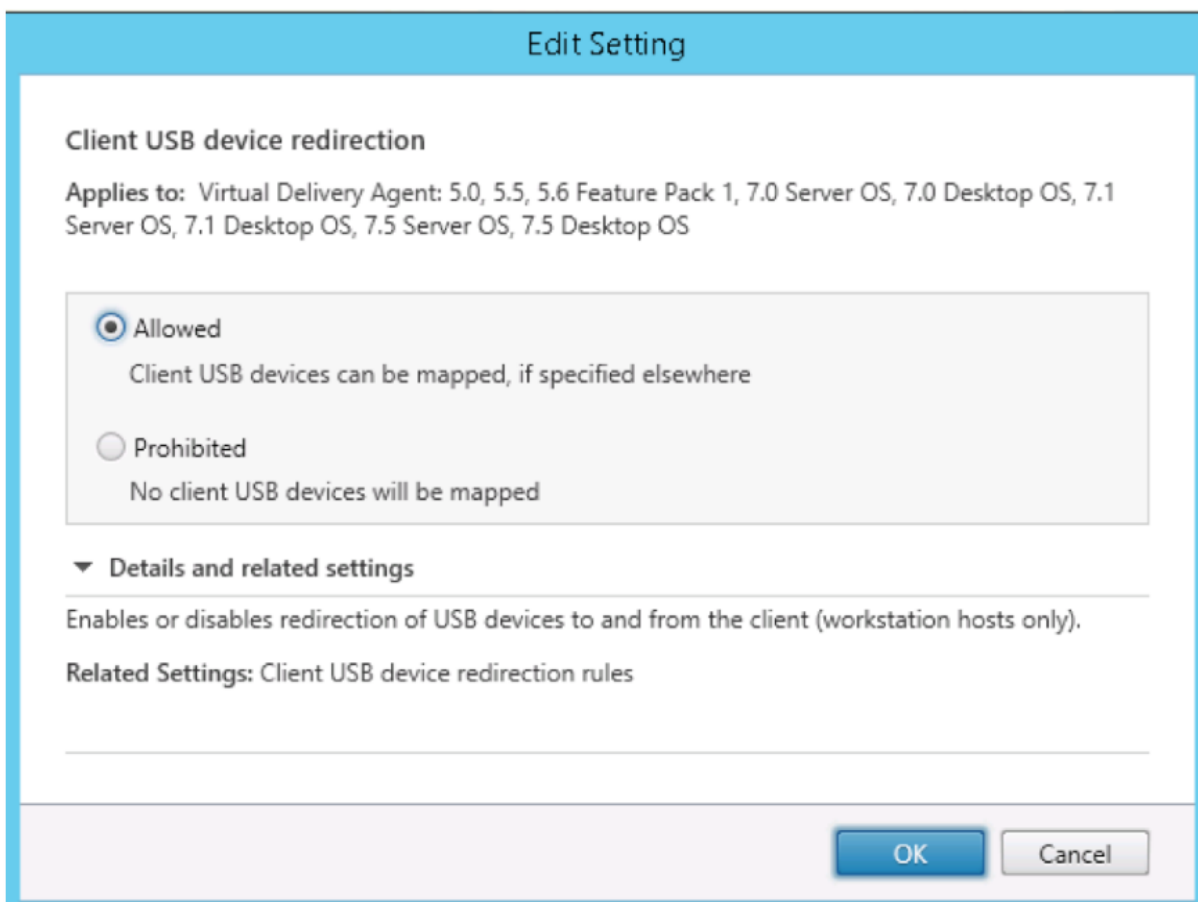 Edit Setting
Client USB device redirection
Applies to: Virtual Delivery Agent: 5.0, 5.5, 5.6 Feature Pack 1, 7.0 Server OS, 7.0 Desktop OS, 7.1
Server OS, 7.1 Desktop OS, 7.5 Server OS, 7.5 Desktop OS
Allowed
Client USB devices can be mapped, if specified elsewhere
Prohibited
No client USB devices will be mapped
Details and related settings
Enables or disables redirection of USB devices to and from the client (workstation hosts only).
Related Settings: Client USB device redirection rules
OK
Cancel